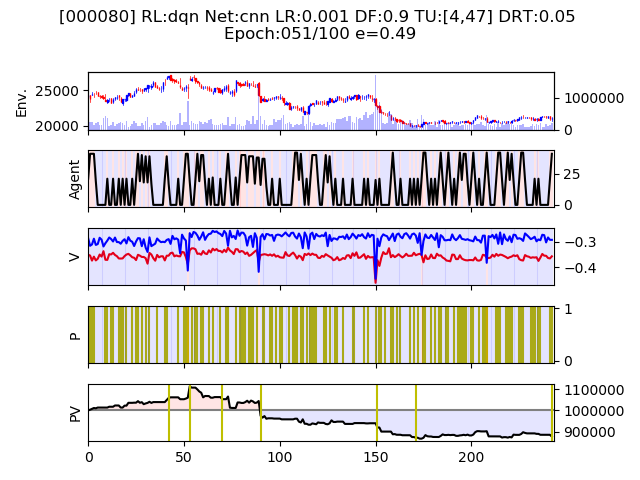 [000080] RL:dqn Net:cnn LR:0.001 DF:0.9 TU:[4,47] DRT:0.05
Epoch:051/100 e=0.49
Env.
25000
20000
1000000
0
Agent
25
0
V
−0.3
−0.4
P
1
0
PV
1100000
1000000
900000
0
50
100
150
200